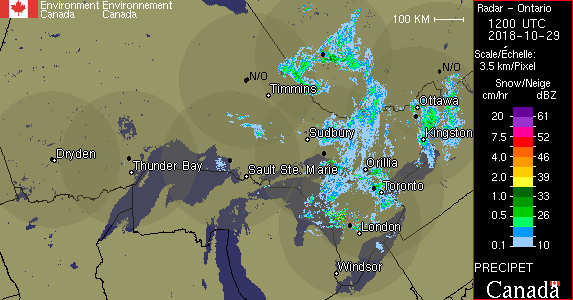 Environment Environnement
Canada Canada
100 KM
N/O
N/O
Timmins
Ottawa
Sudbury
Kingston
Dryden
Thunder Bay
Sault Ste. Marie
Orillia
Toronto
London
Windsor
Radar - Ontario
1200 UTC
2018-10-29
Scale/Échelle:
3.5 km/Pixel
Snow/Neige
cm/hr dBZ
20 61
7.5 52
4.0 46
2.0 39
1.0 33
0.5 26
0.1 10
PRECIPET
Canada